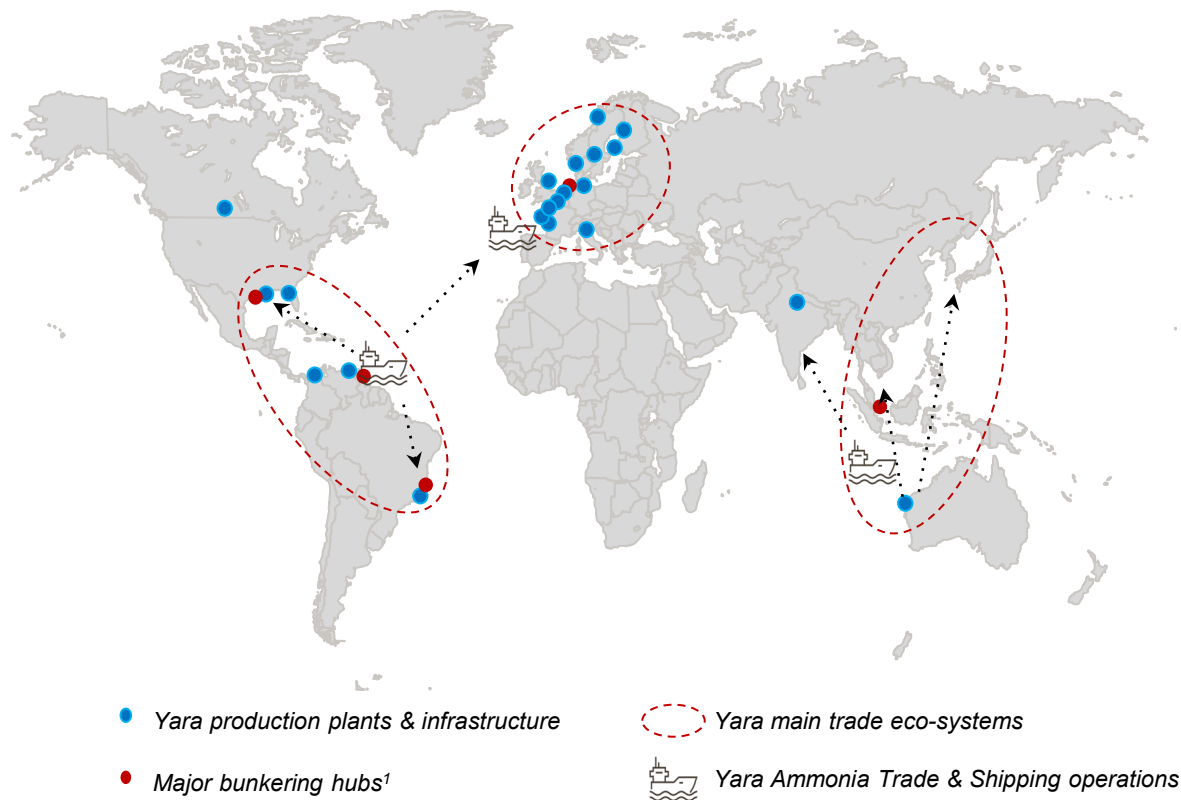 Yara production plants & infrastructure
Yara main trade eco-systems
Major bunkering hubs¹
Yara Ammonia Trade & Shipping operations